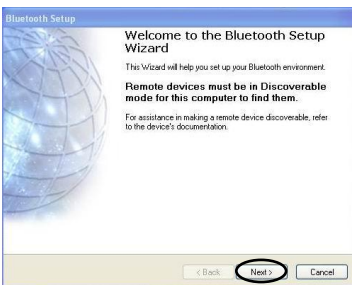 Bluetooth Setup
Welcome to the Bluetooth Setup
Wizard
This Wizard will help you set up your Bluetooth environment.
Remote devices must be in Discoverable
mode for this computer to find them.
For assistance in making a remote device discoverable, refer
to the device's documentation.
< Back Next > Cancel